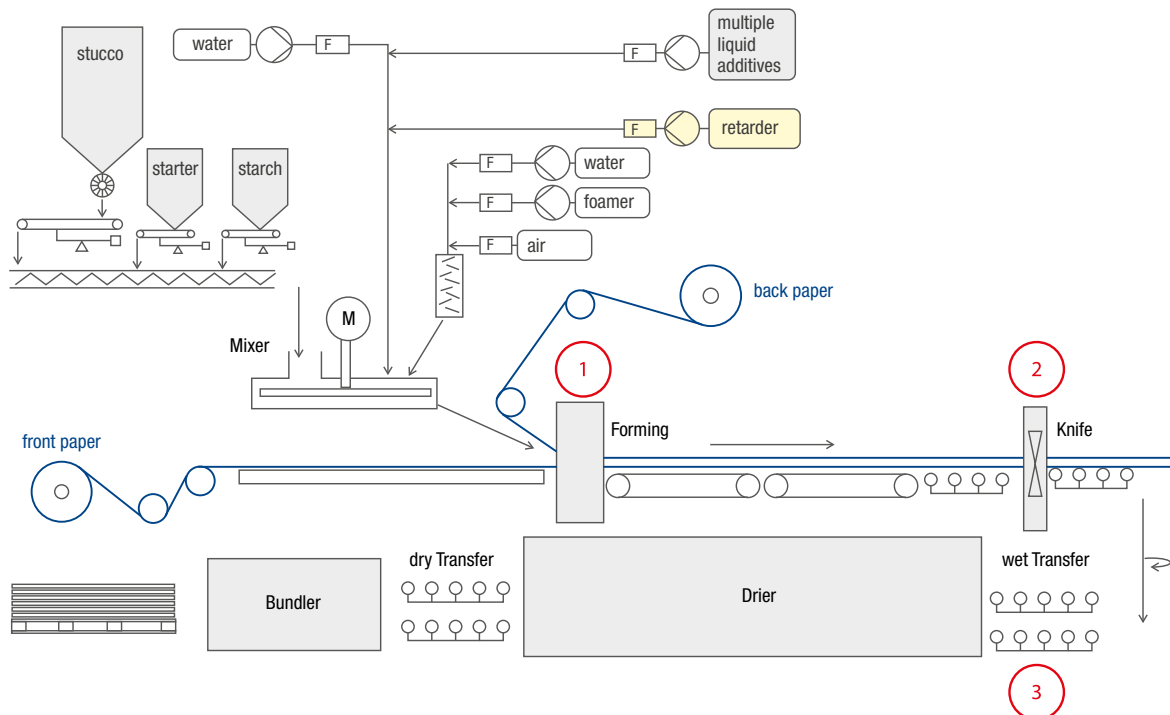 stucco
water
F
F
multiple
liquid
additives
F
retarder
starter
starch
F
water
F
foamer
F
air
back paper
M
Mixer
1
2
Forming
Knife
front paper
dry Transfer
wet Transfer
Bundler
Drier
3